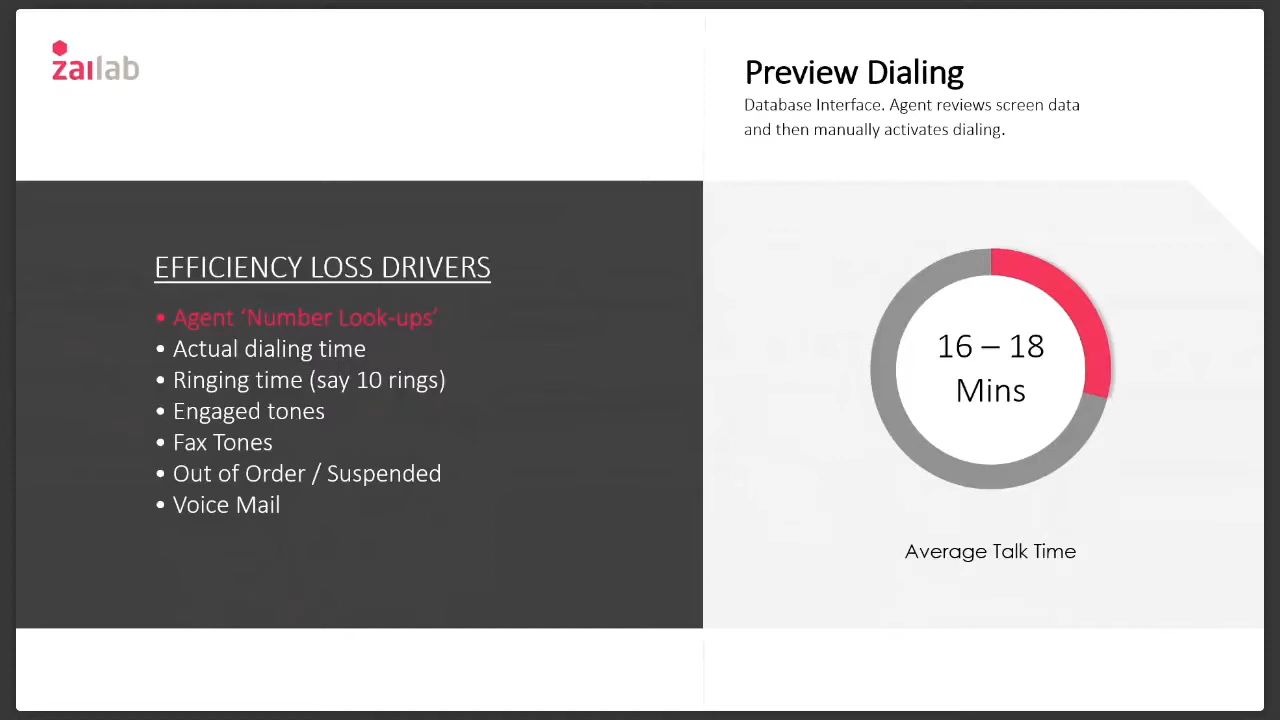 zailab
Preview Dialing
Database Interface. Agent reviews screen data
and then manually activates dialing.
EFFICIENCY LOSS DRIVERS
• Agent ‘Number Look-ups’
• Actual dialing time
• Ringing time (say 10 rings)
• Engaged tones
• Fax Tones
• Out of Order / Suspended
• Voice Mail
16 – 18
Mins
Average Talk Time